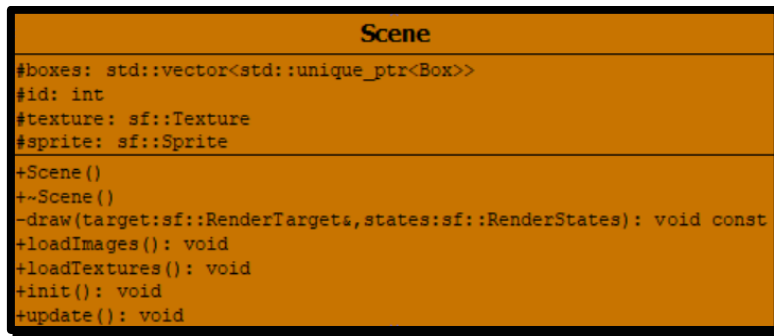 Scene
#boxes: std::vector<std::unique_ptr<Box>>
#id: int
#texture: sf::Texture
#sprite: sf::Sprite
+Scene()
+~Scene()
-draw(target:sf::RenderTarget&,states:sf::RenderStates): void const
+loadImages(): void
+loadTextures(): void
+init(): void
+update(): void